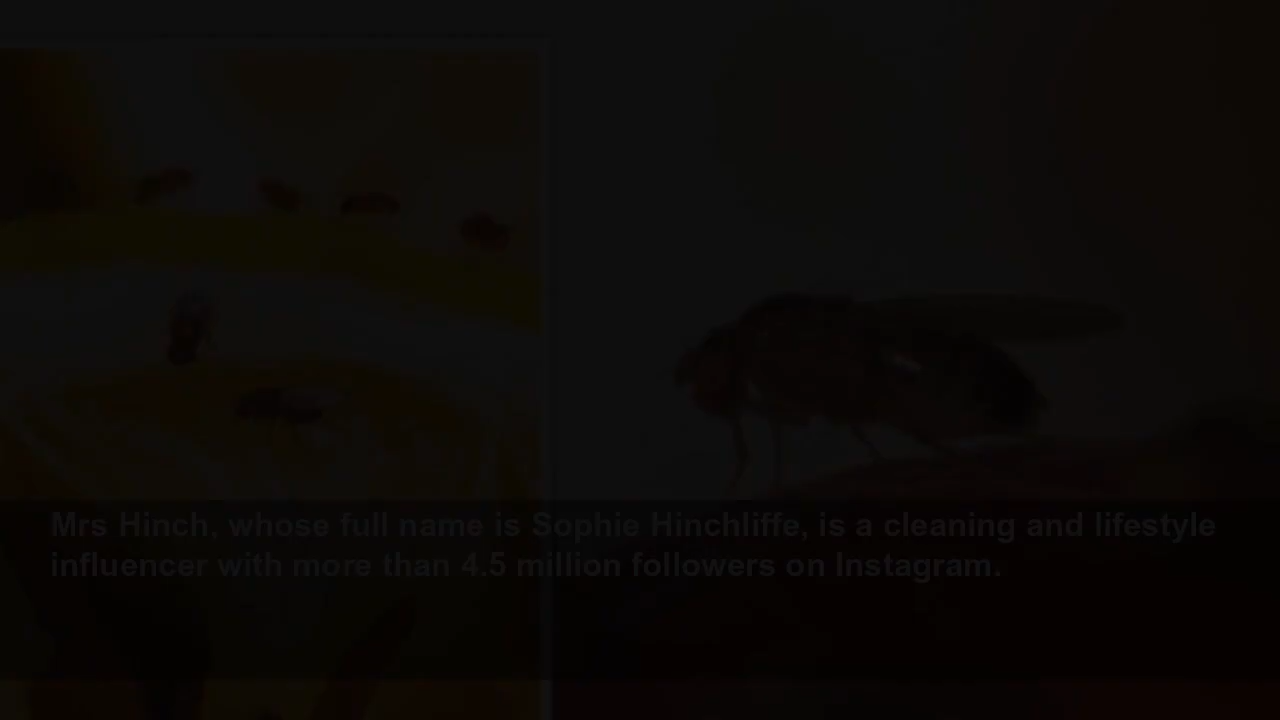 Mrs Hinch, whose full name is Sophie Hinchliffe, is a cleaning and lifestyle
influencer with more than 4.5 million followers on Instagram.